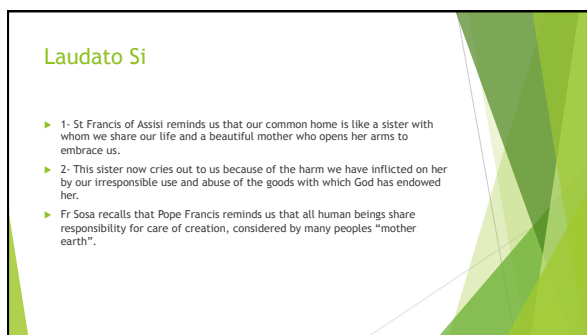 Laudato Si
1- St Francis of Assisi reminds us that our common home is like a sister with
whom we share our life and a beautiful mother who opens her arms to
embrace us.
2- This sister now cries out to us because of the harm we have inflicted on her
by our irresponsible use and abuse of the goods with which God has endowed
her.
Fr Sosa recalls that Pope Francis reminds us that all human beings share
responsibility for care of creation, considered by many peoples “mother
earth”.